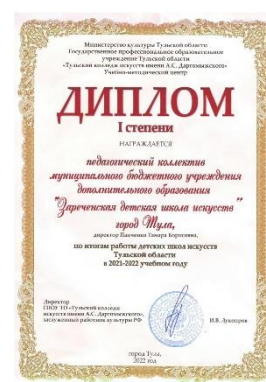 Министерство культуры Тульской области
Государственное профессиональное образовательное
учреждение Тульской области
«Тульский колледж искусств имени А.С. Даргомыжского»
Учебно-методический центр
ДИПЛОМ
I степени
НАГРАЖДАЕТСЯ
педагогический коллектив
муниципального бюджетного учреждения
дополнительного образования
"Зареченская детская школа искусств"
город Тула,
директор Борисовна,
по итогам работы детских школ искусств
Тульской области
в 2021-2022 учебном году
Директор
ГПОУ ТО «Тульский колледж
искусств имени А.С. Даргомыжского»,
заслуженный работник культуры РФ
город Тула,
2022 год